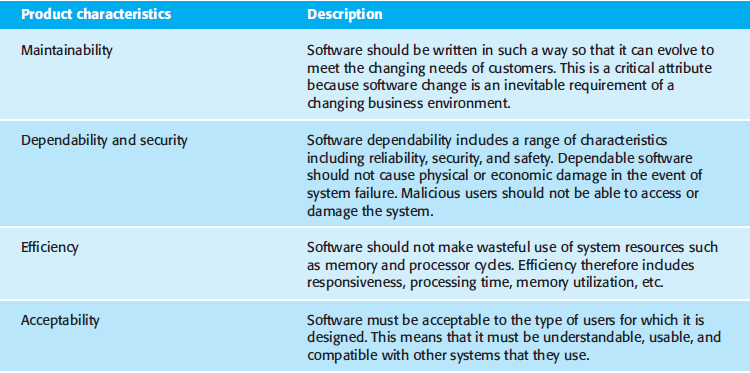 Product characteristics Description
Maintainability Software should be written in such a way so that it can evolve to
meet the changing needs of customers. This is a critical attribute
because software change is an inevitable requirement of a
changing business environment.
Dependability and security Software dependability includes a range of characteristics
including reliability, security, and safety. Dependable software
should not cause physical or economic damage in the event of
system failure. Malicious users should not be able to access or
damage the system.
Efficiency Software should not make wasteful use of system resources such
as memory and processor cycles. Efficiency therefore includes
responsiveness, processing time, memory utilization, etc.
Acceptability Software must be acceptable to the type of users for which it is
designed. This means that it must be understandable, usable, and
compatible with other systems that they use.